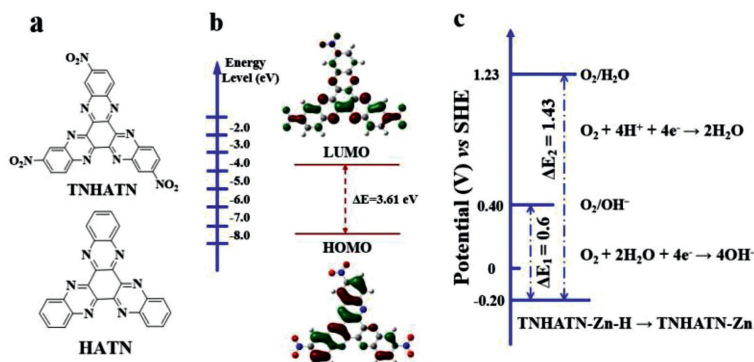 a
O₂N
N
N
N
N
N
N
O₂N
NO₂
TNHATN
N
N
N
N
N
N
HATN
b
Energy
Level (eV)
-2.0
-3.0
-4.0
-5.0
-6.0
-7.0
-8.0
LUMO
ΔE=3.61 eV
HOMO
c
Potential (V) vs SHE
1.23
0.40
0
-0.20
ΔE₁ = 0.6
ΔE₂ = 1.43
O₂/H₂O
O₂ + 4H⁺ + 4e⁻ → 2H₂O
O₂/OH⁻
O₂ + 2H₂O + 4e⁻ → 4OH⁻
TNHATN-Zn-H → TNHATN-Zn